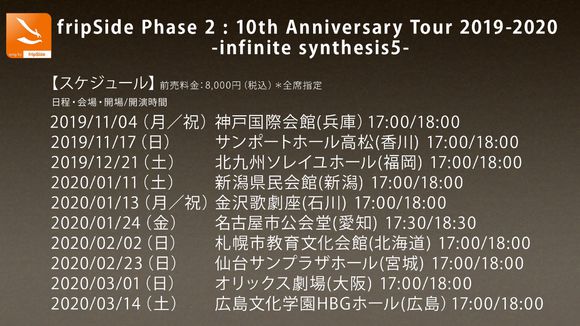 fripSide Phase 2 : 10th Anniversary Tour 2019-2020
-infinite synthesis5-
fripSide
【スケジュール】前売料金：8,000円（税込）＊全席指定
日程・会場・開場/開演時間
2019/11/04（月／祝）神戸国際会館(兵庫) 17:00/18:00
2019/11/17（日） サンポートホール高松(香川) 17:00/18:00
2019/12/21（土） 北九州ソレイユホール(福岡) 17:00/18:00
2020/01/11（土） 新潟県民会館(新潟) 17:00/18:00
2020/01/13（月／祝）金沢歌劇座(石川) 17:00/18:00
2020/01/24（金） 名古屋市公会堂(愛知) 17:30/18:30
2020/02/02（日） 札幌市教育文化会館(北海道) 17:00/18:00
2020/02/23（日） 仙台サンプラザホール(宮城) 17:00/18:00
2020/03/01（日） オリックス劇場(大阪) 17:00/18:00
2020/03/14（土） 広島文化学園HBGホール(広島) 17:00/18:00